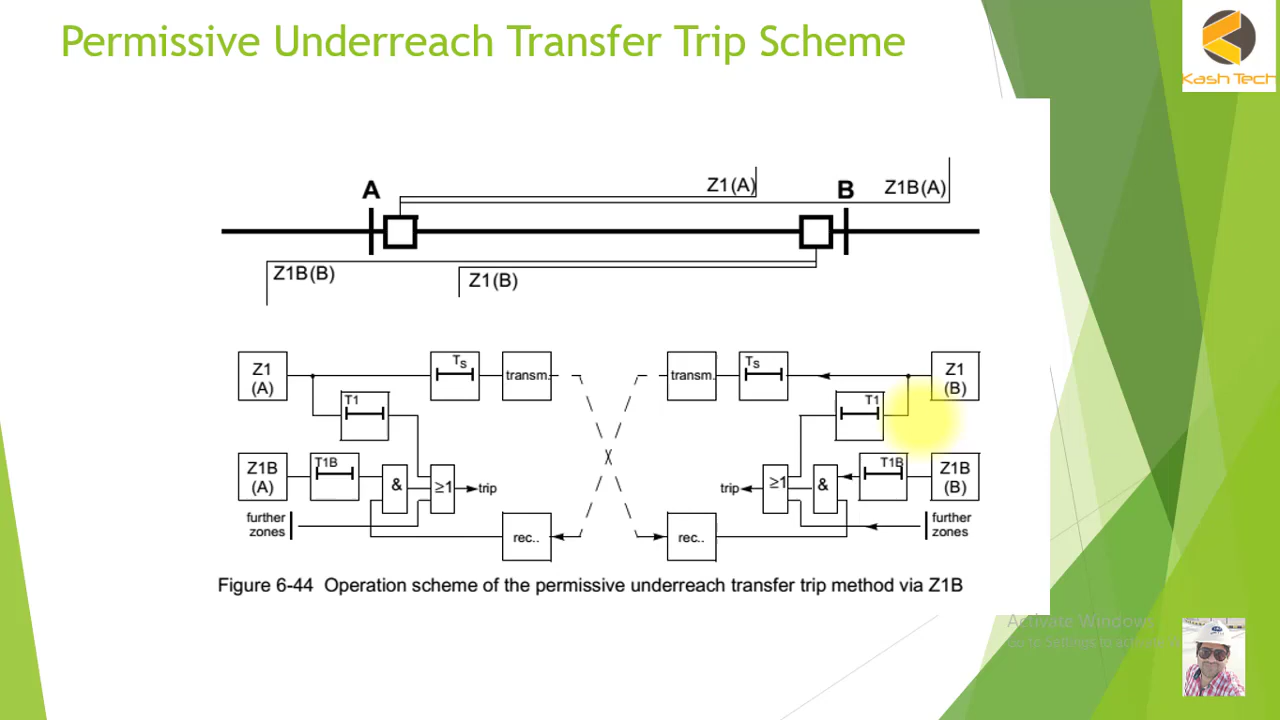 Permissive Underreach Transfer Trip Scheme
Kash Tech
Z1(A)
A
B
Z1B(A)
Z1B(B)
Z1(B)
Z1
(A)
TS
transm.
transm.
TS
Z1
(B)
T1
T1
Z1B
(A)
T1B
&
≥1
trip
trip
≥1
&
T1B
Z1B
(B)
further
zones
rec..
rec..
further
zones
Figure 6-44 Operation scheme of the permissive underreach transfer trip method via Z1B
Activate Windows
Go to Settings to activate